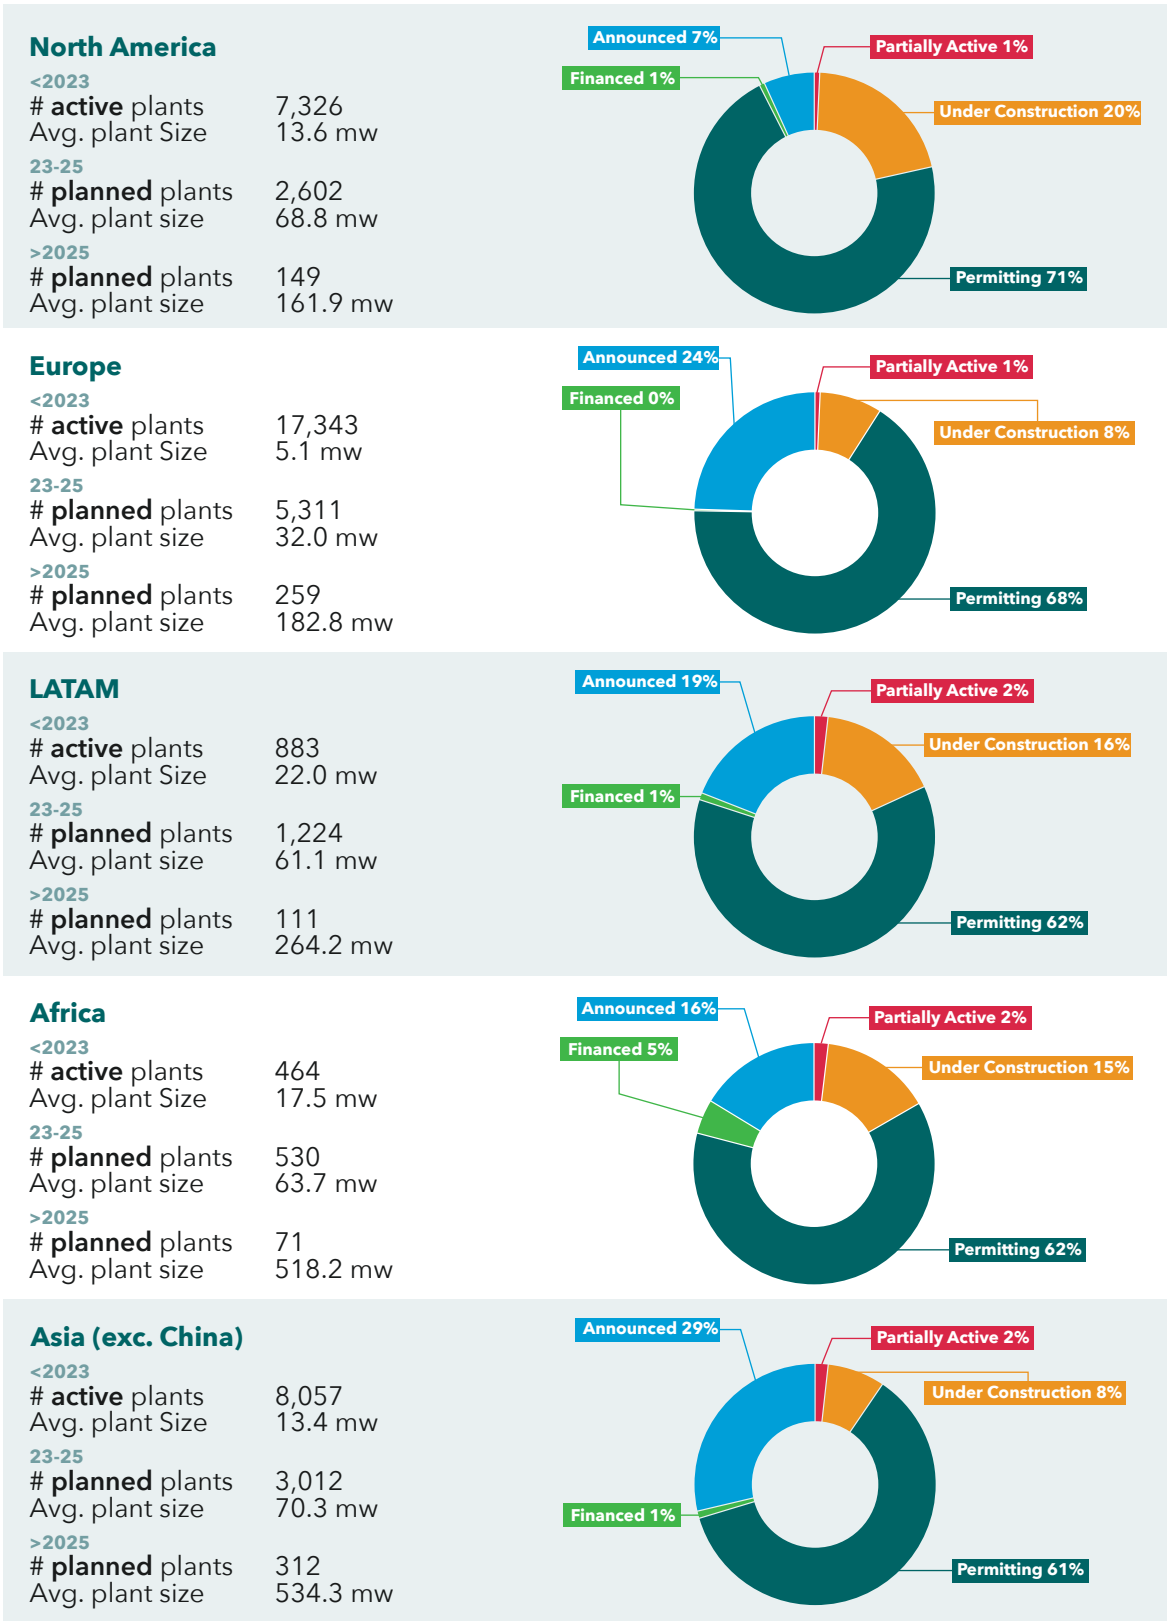 North America
<2023
# active plants 7,326
Avg. plant Size 13.6 mw
23-25
# planned plants 2,602
Avg. plant size 68.8 mw
>2025
# planned plants 149
Avg. plant size 161.9 mw
Announced 7%
Partially Active 1%
Financed 1%
Under Construction 20%
Permitting 71%
Europe
<2023
# active plants 17,343
Avg. plant Size 5.1 mw
23-25
# planned plants 5,311
Avg. plant size 32.0 mw
>2025
# planned plants 259
Avg. plant size 182.8 mw
Announced 24%
Partially Active 1%
Financed 0%
Under Construction 8%
Permitting 68%
LATAM
<2023
# active plants 883
Avg. plant Size 22.0 mw
23-25
# planned plants 1,224
Avg. plant size 61.1 mw
>2025
# planned plants 111
Avg. plant size 264.2 mw
Announced 19%
Partially Active 2%
Under Construction 16%
Financed 1%
Permitting 62%
Africa
<2023
# active plants 464
Avg. plant Size 17.5 mw
23-25
# planned plants 530
Avg. plant size 63.7 mw
>2025
# planned plants 71
Avg. plant size 518.2 mw
Announced 16%
Partially Active 2%
Financed 5%
Under Construction 15%
Permitting 62%
Asia (exc. China)
<2023
# active plants 8,057
Avg. plant Size 13.4 mw
23-25
# planned plants 3,012
Avg. plant size 70.3 mw
>2025
# planned plants 312
Avg. plant size 534.3 mw
Announced 29%
Partially Active 2%
Under Construction 8%
Financed 1%
Permitting 61%